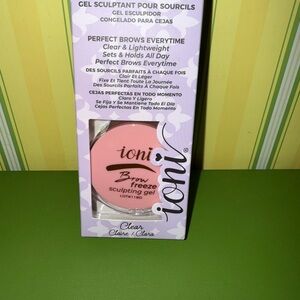 GEL SCULPTANT POUR SOURCILS
GEL ESCULPIDOR
CONGELADO PARA CEJAS
PERFECT BROWS EVERYTIME
Clear & Lightweight
Sets & Holds All Day
Perfect Brows Everytime
DES SOURCILS PARFAITS À CHAQUE FOIS
Clair Et Léger
Fixe Et Tient Toute La Journée
Des Sourcils Parfaits À Chaque Fois
CEJAS PERFECTAS EN TODO MOMENTO
Claro Y Ligero
Se Fija Y Se Mantiene Todo El Día
Cejas Perfectas En Todo Momento
ioni
Brow
freeze
sculpting gel
ioni®
Clear
Claire / Clara